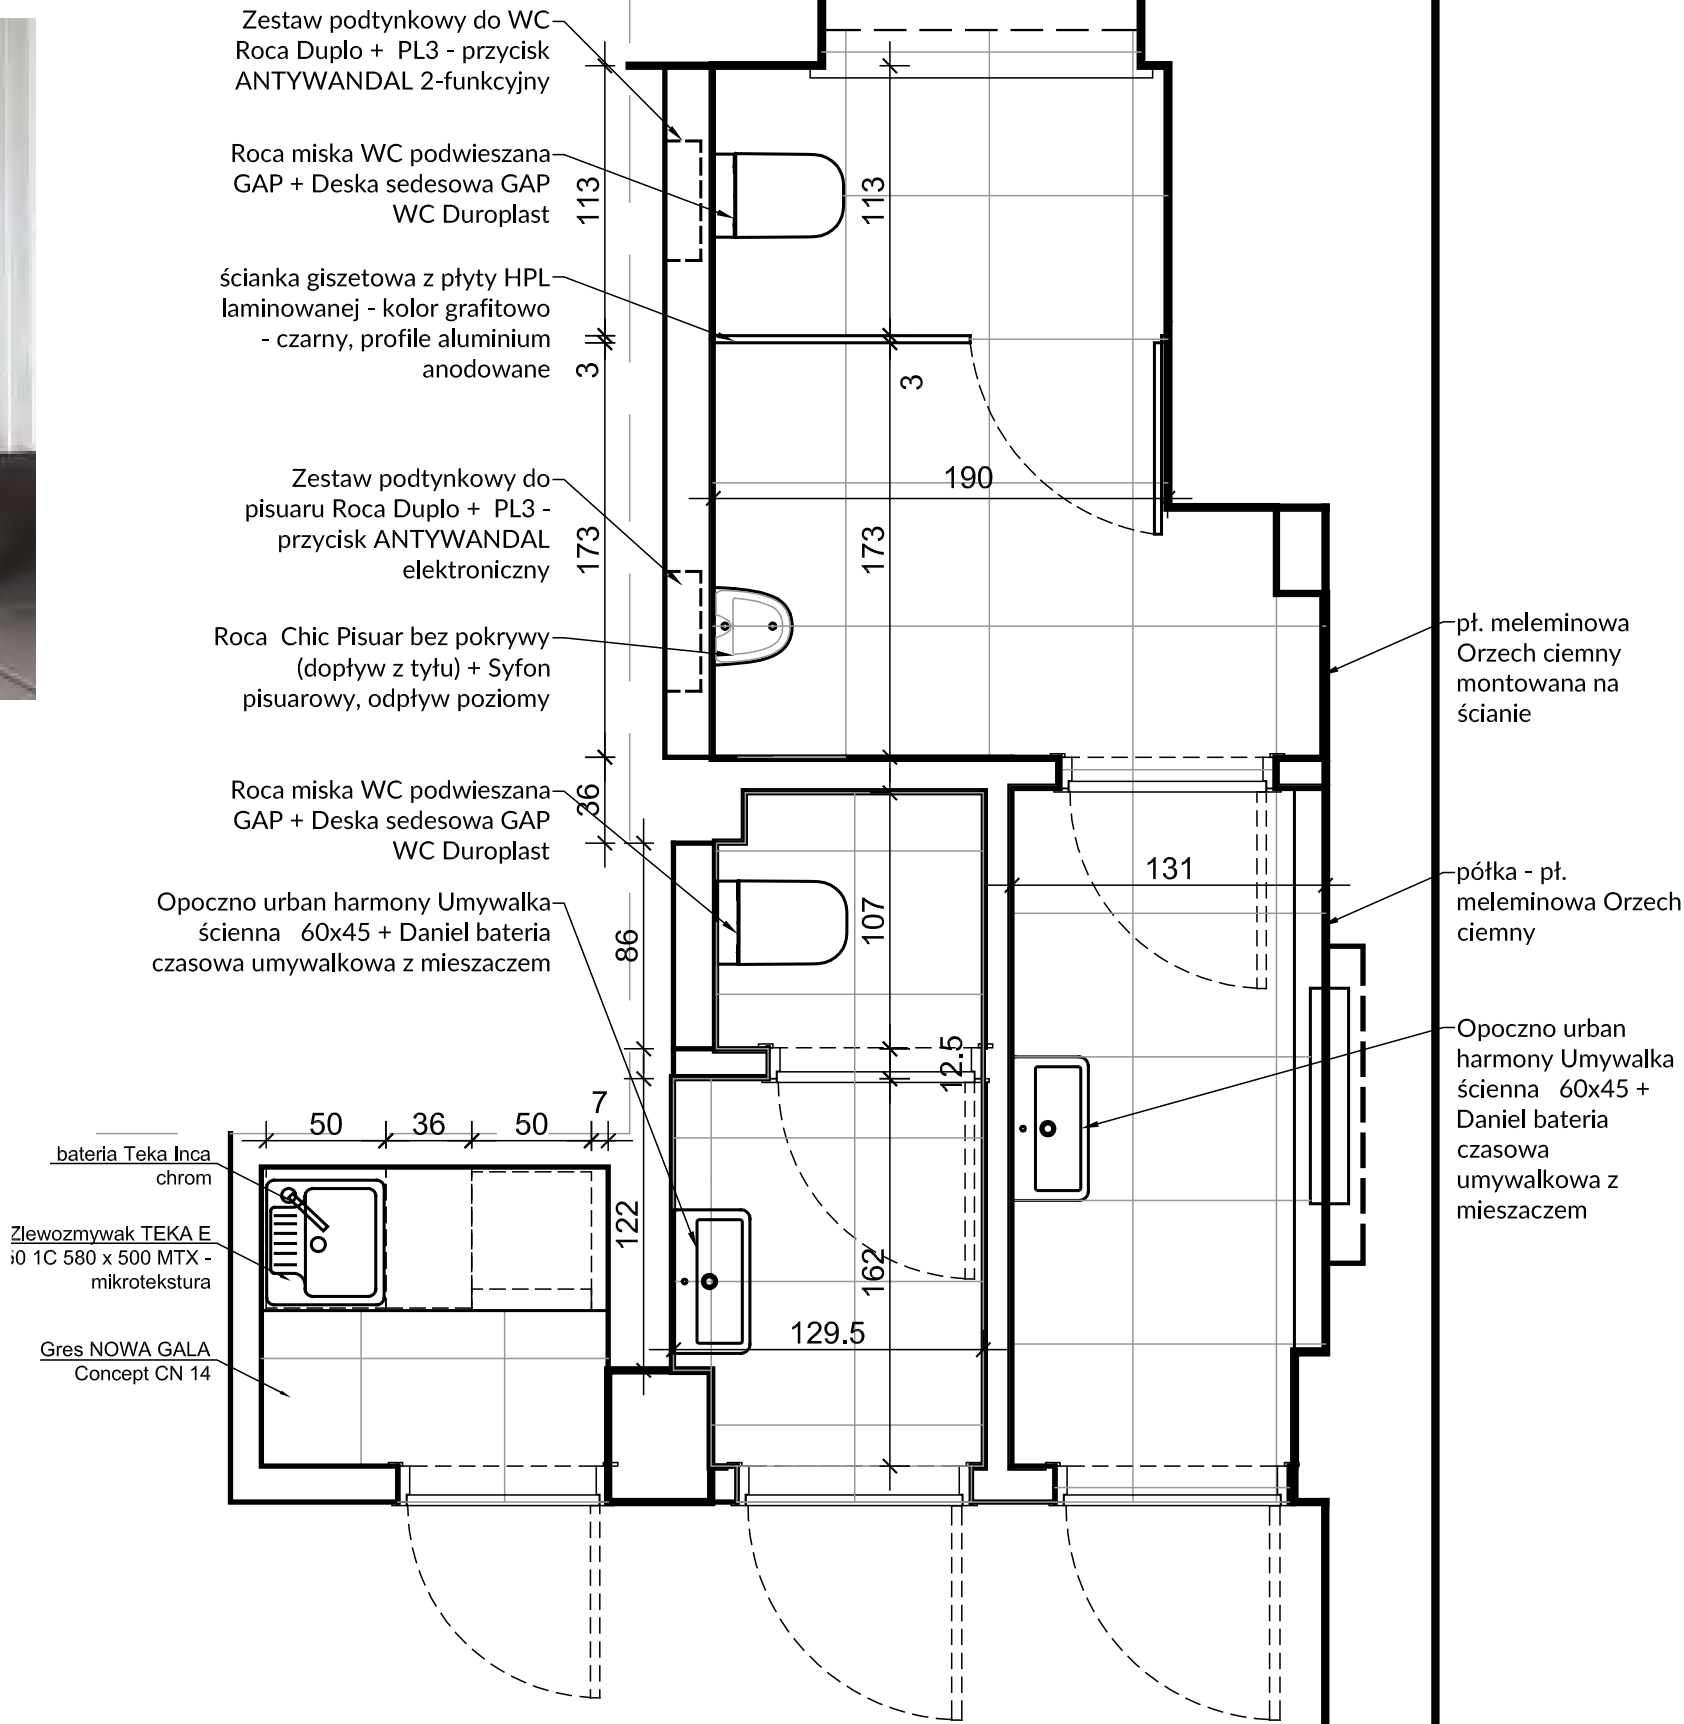 Zestaw podtynkowy do WC
Roca Duplo + PL3 - przycisk
ANTYWANDAL 2-funkcyjny
Roca miska WC podwieszana
GAP + Deska sedesowa GAP
WC Duroplast
113
113
ścianka giszetowa z płyty HPL
laminowanej - kolor grafitowo
- czarny, profile aluminium
anodowane
3
3
190
Zestaw podtynkowy do
pisuaru Roca Duplo + PL3 -
przycisk ANTYWANDAL
elektroniczny
173
173
Roca Chic Pisuar bez pokrywy
(dopływ z tyłu) + Syfon
pisuarowy, odpływ poziomy
pł. meleminowa
Orzech ciemny
montowana na
ścianie
Roca miska WC podwieszana
GAP + Deska sedesowa GAP
WC Duroplast
36
131
półka - pł.
meleminowa Orzech
ciemny
Opoczno urban harmony Umywalka
ścienna 60x45 + Daniel bateria
czasowa umywalkowa z mieszaczem
86
107
12.5
Opoczno urban
harmony Umywalka
ścienna 60x45 +
Daniel bateria
czasowa
umywalkowa z
mieszaczem
50
36
50
7
bateria Teka Inca
chrom
Zlewozmywak TEKA E
50 1C 580 x 500 MTX -
mikrotekstura
122
162
129.5
Gres NOWA GALA
Concept CN 14